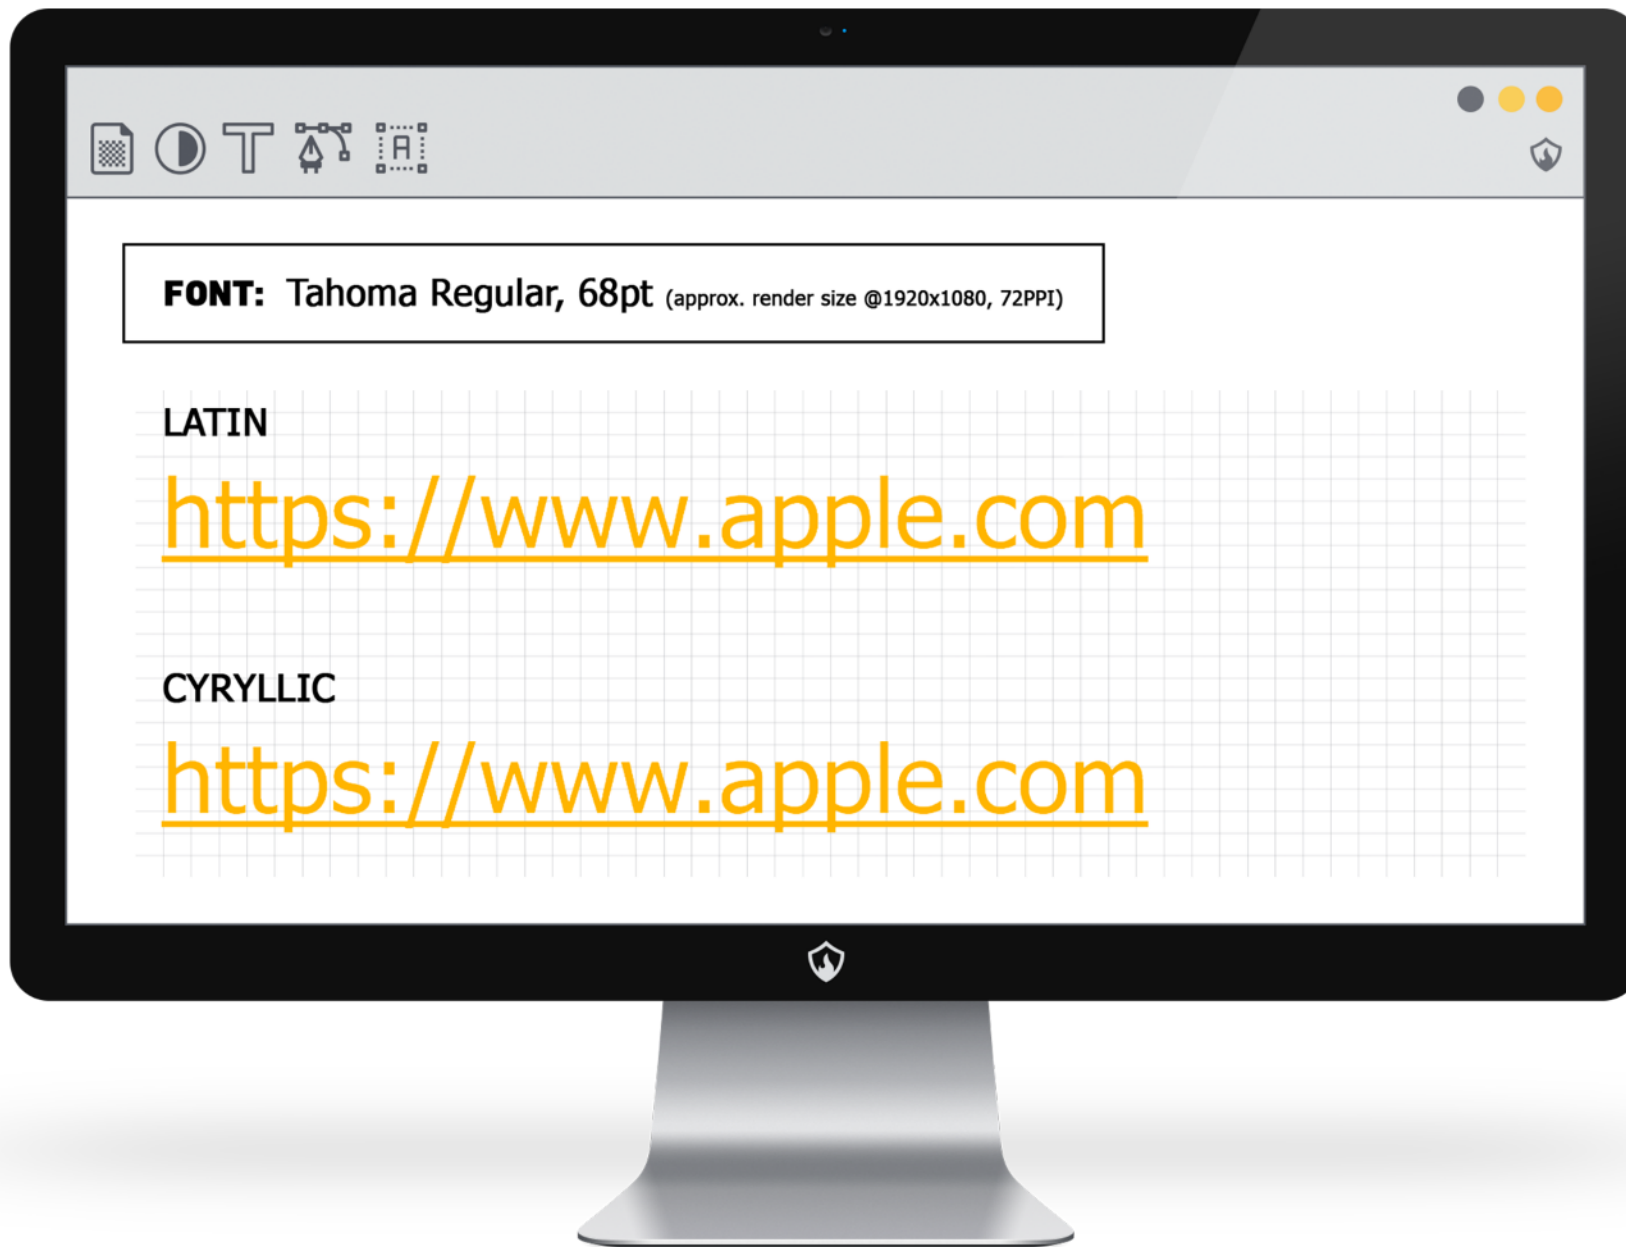 FONT: Tahoma Regular, 68pt (approx. render size @1920x1080, 72PPI)
LATIN
https://www.apple.com
CYRYLLIC
https://www.apple.com